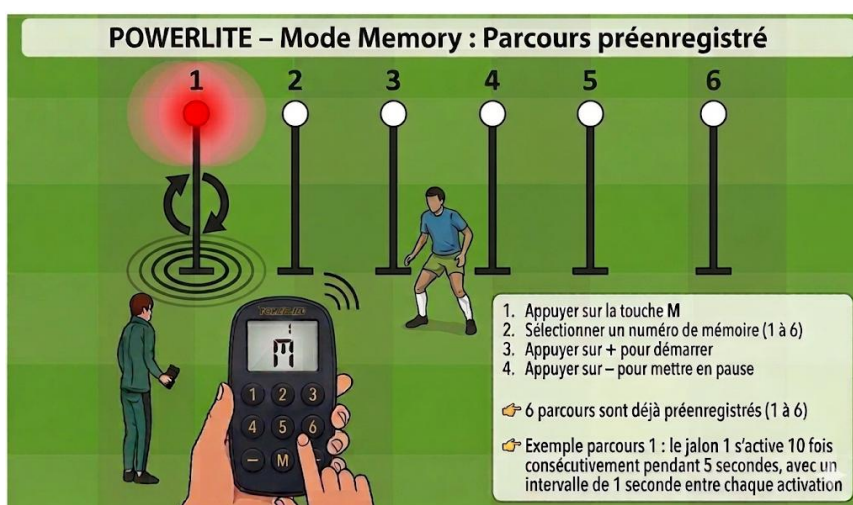 POWERLITE – Mode Memory : Parcours préenregistré
1 2 3 4 5 6
1. Appuyer sur la touche M
2. Sélectionner un numéro de mémoire (1 à 6)
3. Appuyer sur + pour démarrer
4. Appuyer sur – pour mettre en pause
👉 6 parcours sont déjà préenregistrés (1 à 6)
👉 Exemple parcours 1 : le jalon 1 s'active 10 fois
consécutivement pendant 5 secondes, avec un
intervalle de 1 seconde entre chaque activation
1
M
1 2 3
4 5 6
– M